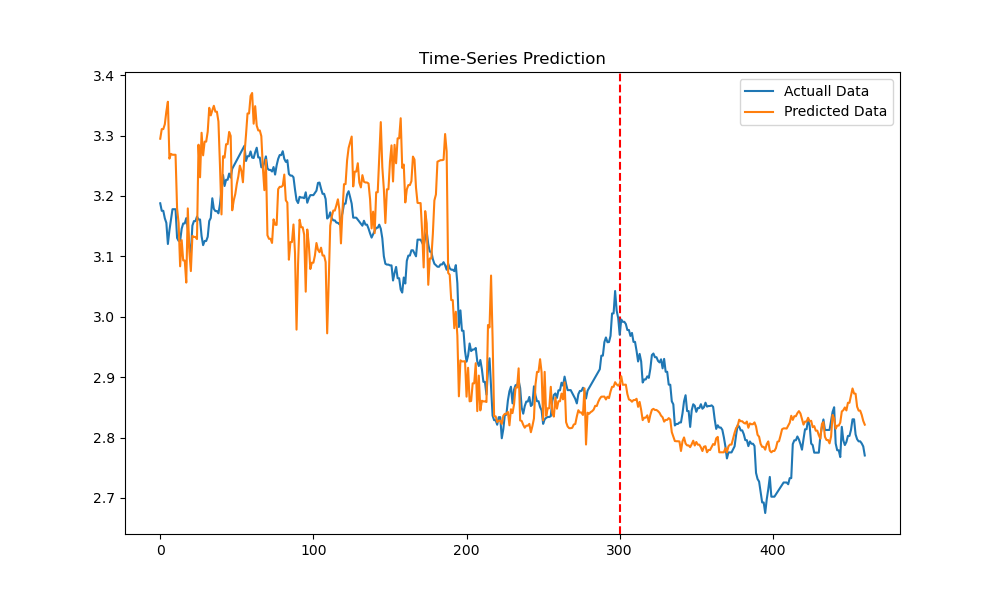 Time-Series Prediction
Actuall Data
Predicted Data
3.4
3.3
3.2
3.1
3.0
2.9
2.8
2.7
0 100 200 300 400